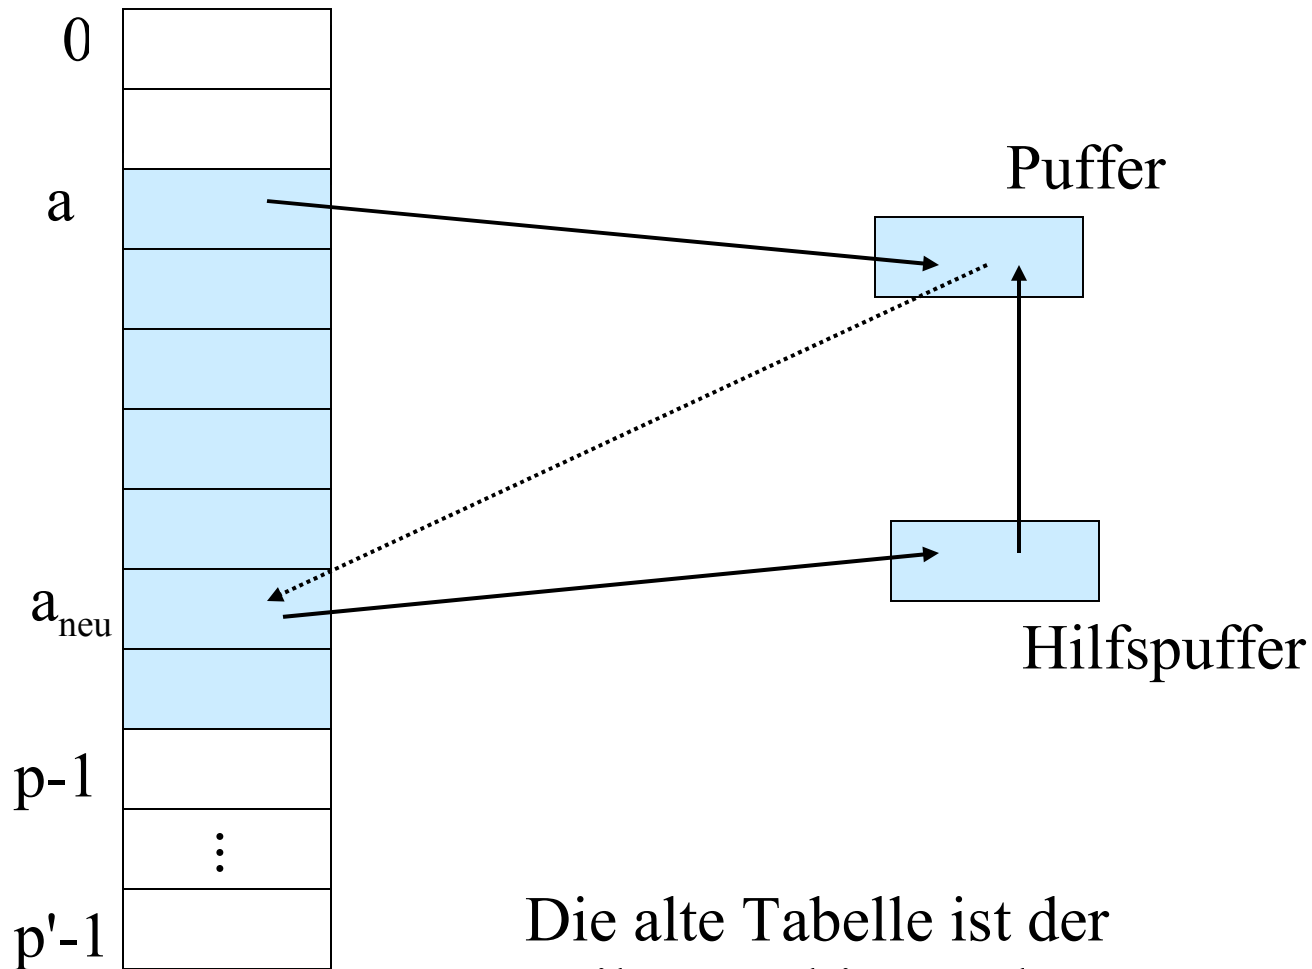 0
a
Puffer
a_neu
Hilfspuffer
p-1
⋮
p'-1
Die alte Tabelle ist der